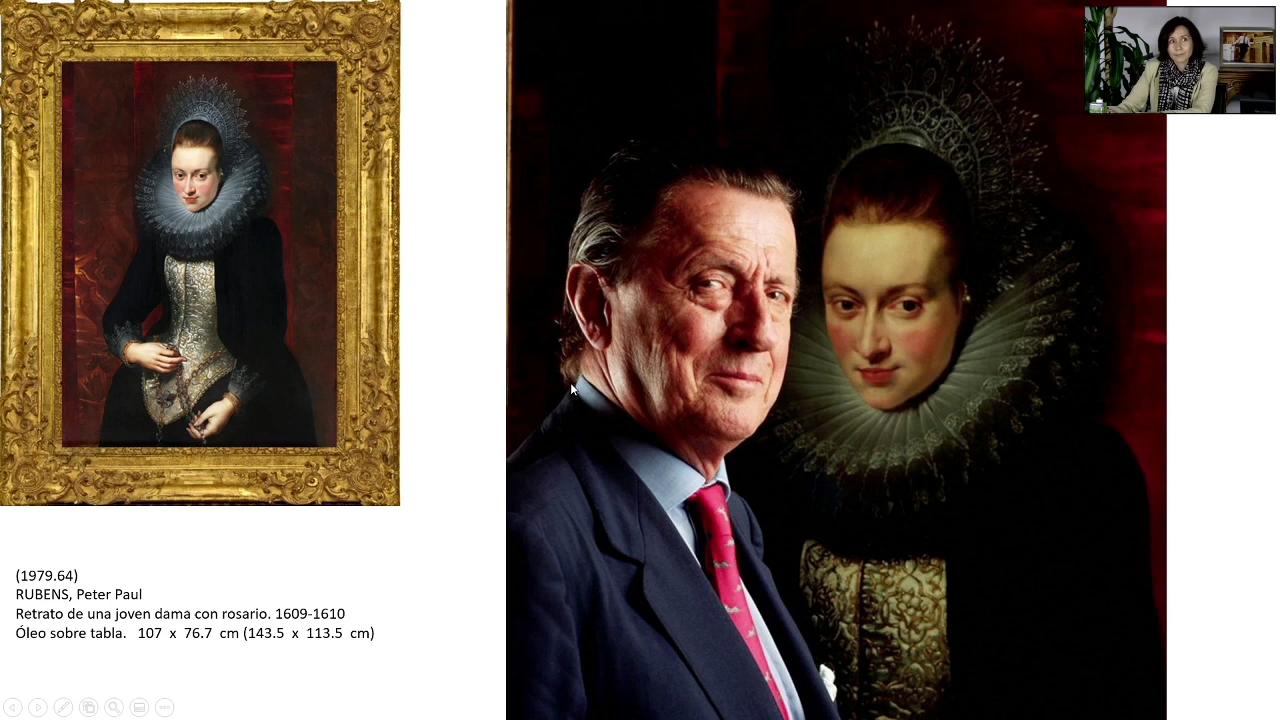 (1979.64)
RUBENS, Peter Paul
Retrato de una joven dama con rosario. 1609-1610
Óleo sobre tabla. 107 x 76.7 cm (143.5 x 113.5 cm)